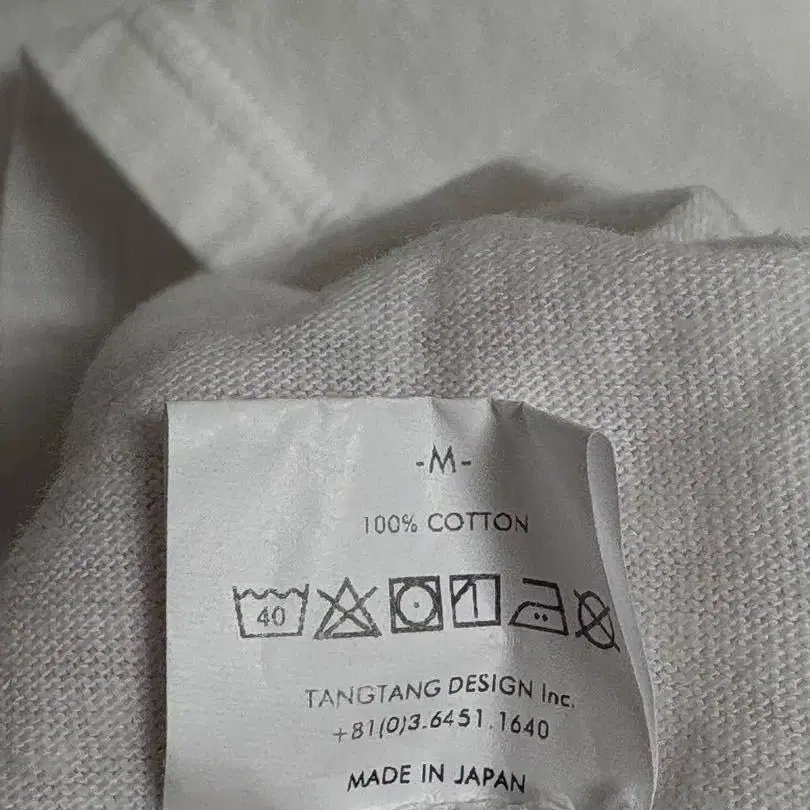 -M-
100% COTTON
40
TANGTANG DESIGN Inc.
+81(0)3.6451.1640
MADE IN JAPAN